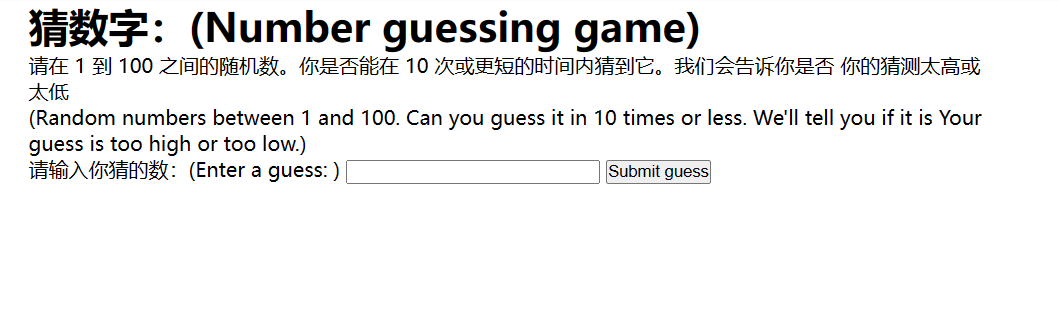 猜数字：(Number guessing game)
请在 1 到 100 之间的随机数。你是否能在 10 次或更短的时间内猜到它。我们会告诉你是否 你的猜测太高或
太低
(Random numbers between 1 and 100. Can you guess it in 10 times or less. We'll tell you if it is Your
guess is too high or too low.)
请输入你猜的数：(Enter a guess: ) Submit guess